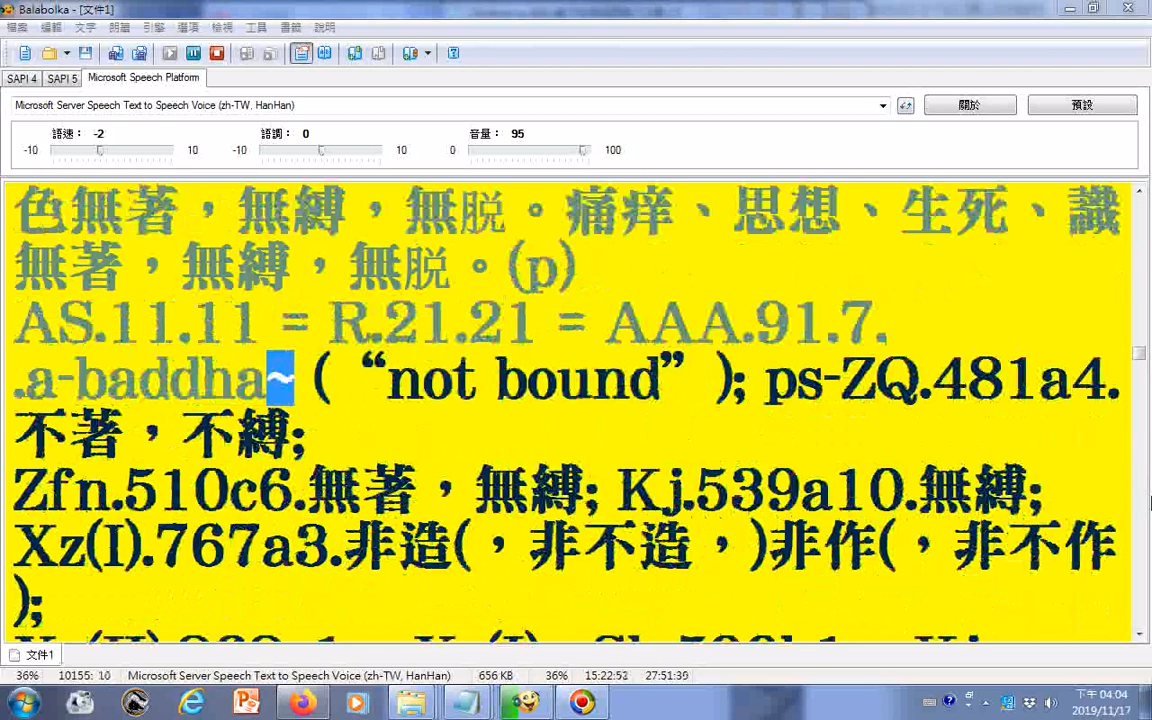 Balabolka - [文件1]
檔案 編輯 文字 朗讀 引擎 選項 檢視 工具 書籤 說明
SAPI 4 SAPI 5 Microsoft Speech Platform
Microsoft Server Speech Text to Speech Voice (zh-TW, HanHan) 關於 預設
語速： -2 語調： 0 音量： 95
-10 10 -10 10 0 100
色無著，無縛，無脱。痛痒、思想、生死、識
無著，無縛，無脱。(p)
AS.11.11 = R.21.21 = AAA.91.7.
.a-baddha~ (“not bound”); ps-ZQ.481a4.
不著，不縛;
Zfn.510c6.無著，無縛; Kj.539a10.無縛;
Xz(I).767a3.非造(，非不造，)非作(，非不作
);
文件1
36% 10155: 10 Microsoft Server Speech Text to Speech Voice (zh-TW, HanHan) 656 KB 36% 15:22:52 27:51:39
下午 04:04
2019/11/17